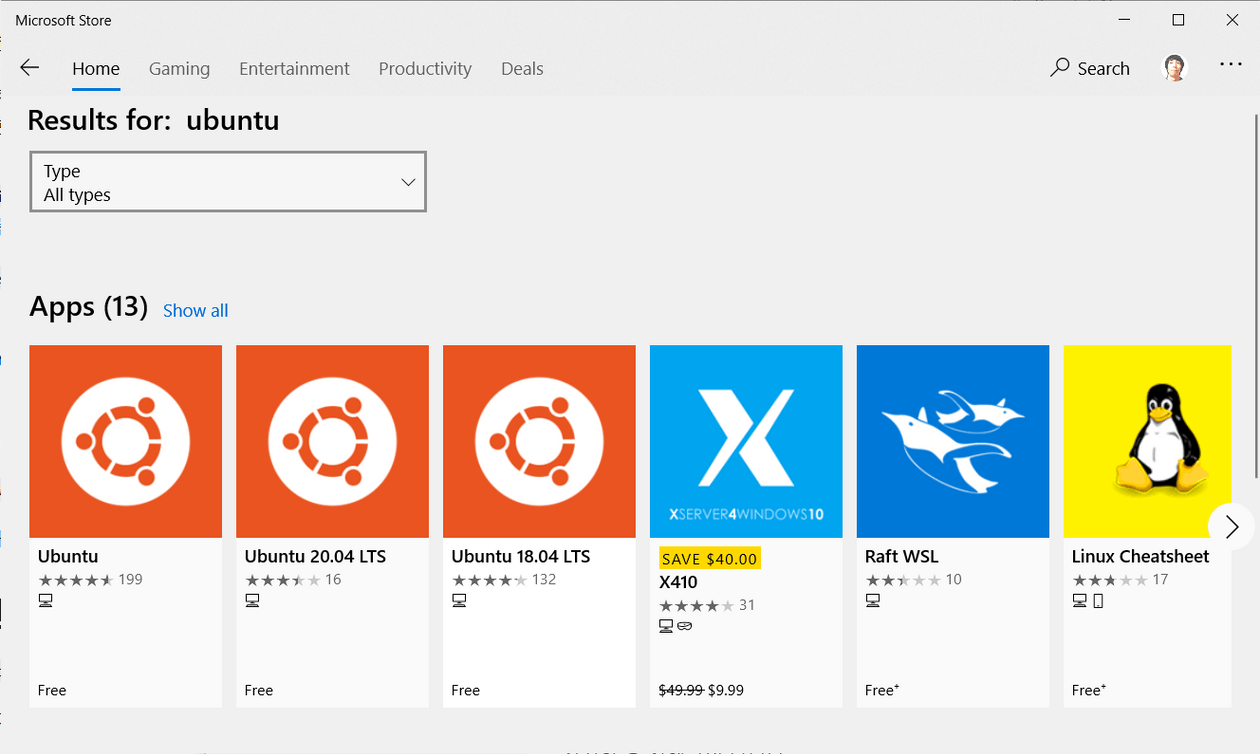 Microsoft Store
Home Gaming Entertainment Productivity Deals Search
Results for: ubuntu
Type
All types
Apps (13) Show all
XSERVER4WINDOWS10
Ubuntu
199
Free
Ubuntu 20.04 LTS
16
Free
Ubuntu 18.04 LTS
132
Free
SAVE $40.00
X410
31
$49.99 $9.99
Raft WSL
10
Free+
Linux Cheatsheet
17
Free+